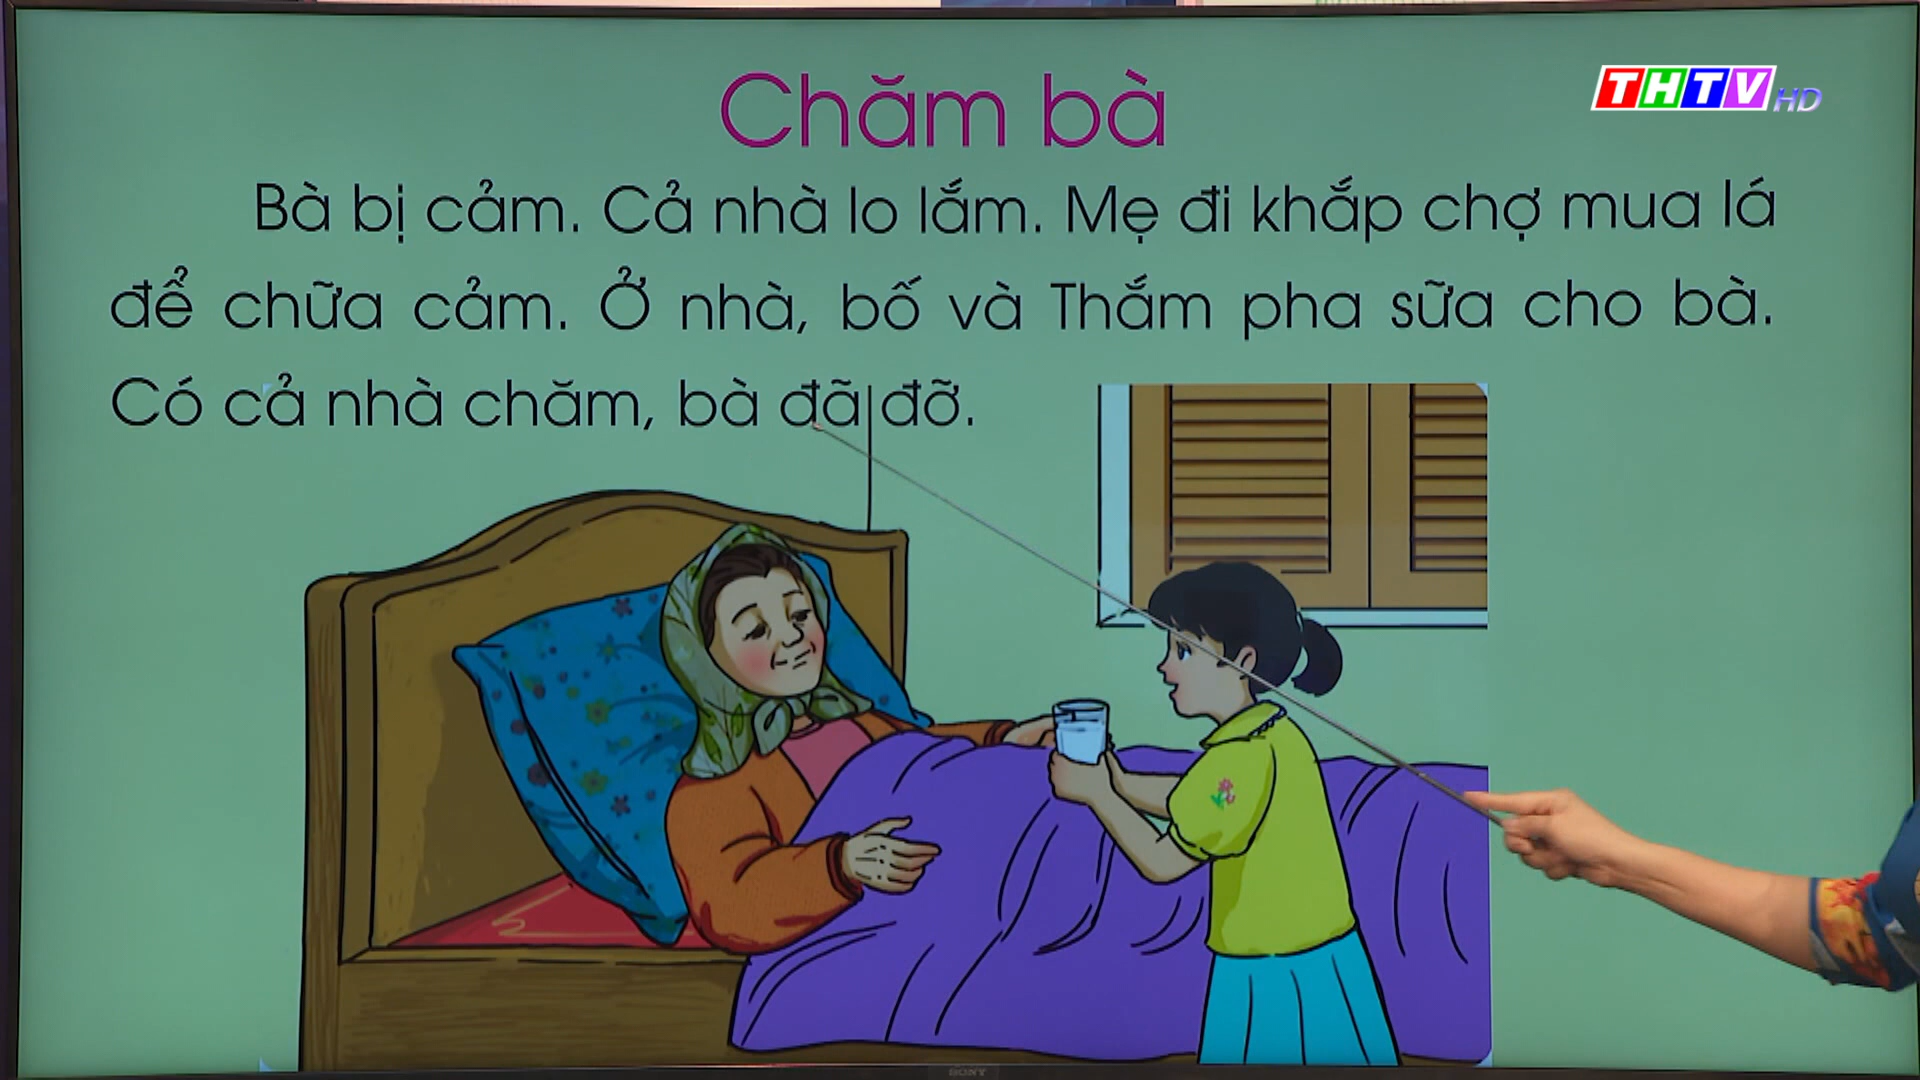 THTV HD
Chăm bà
Bà bị cảm. Cả nhà lo lắm. Mẹ đi khắp chợ mua lá
để chữa cảm. Ở nhà, bố và Thắm pha sữa cho bà.
Có cả nhà chăm, bà đã đỡ.
SONY